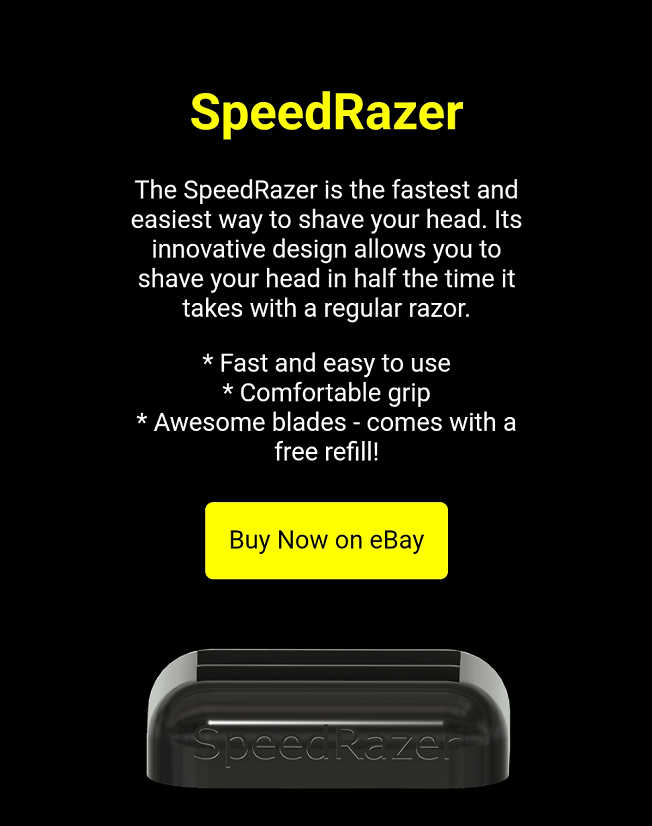 SpeedRazer
The SpeedRazer is the fastest and
easiest way to shave your head. Its
innovative design allows you to
shave your head in half the time it
takes with a regular razor.
* Fast and easy to use
* Comfortable grip
* Awesome blades - comes with a
free refill!
Buy Now on eBay
SpeedRazer